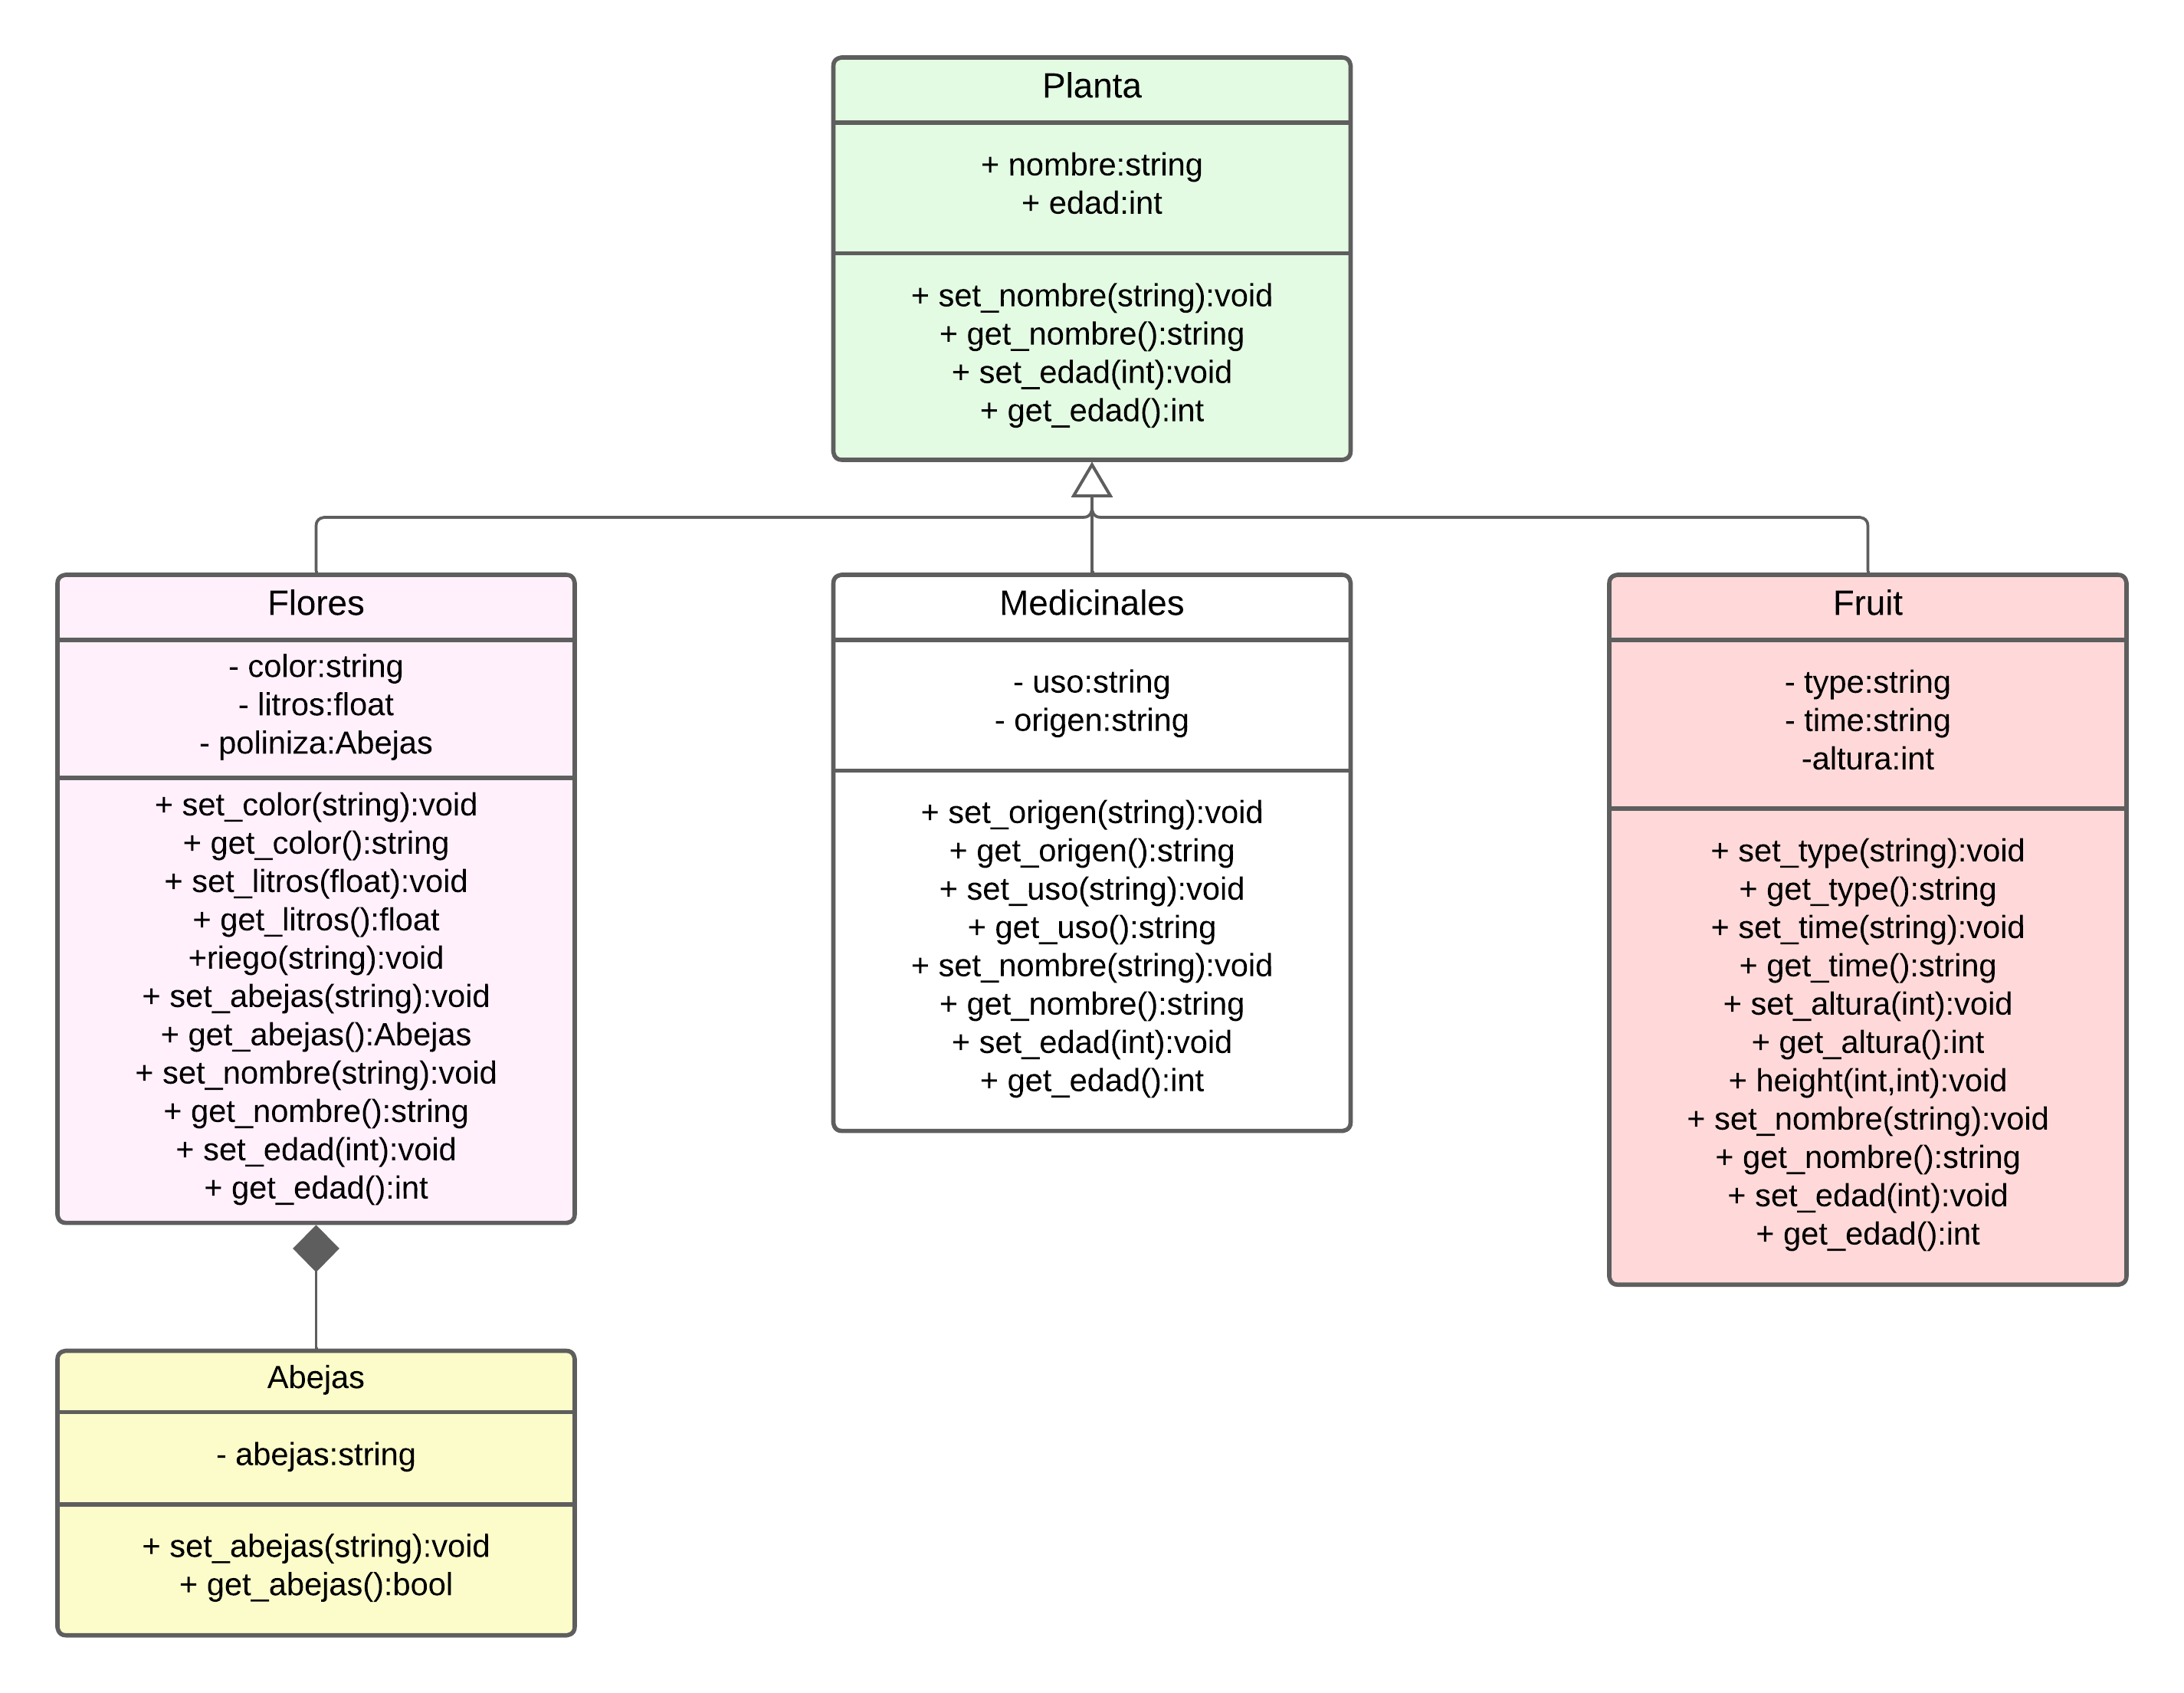 Planta
+ nombre:string
+ edad:int
+ set_nombre(string):void
+ get_nombre():string
+ set_edad(int):void
+ get_edad():int
Flores
- color:string
- litros:float
- poliniza:Abejas
+ set_color(string):void
+ get_color():string
+ set_litros(float):void
+ get_litros():float
+riego(string):void
+ set_abejas(string):void
+ get_abejas():Abejas
+ set_nombre(string):void
+ get_nombre():string
+ set_edad(int):void
+ get_edad():int
Medicinales
- uso:string
- origen:string
+ set_origen(string):void
+ get_origen():string
+ set_uso(string):void
+ get_uso():string
+ set_nombre(string):void
+ get_nombre():string
+ set_edad(int):void
+ get_edad():int
Fruit
- type:string
- time:string
-altura:int
+ set_type(string):void
+ get_type():string
+ set_time(string):void
+ get_time():string
+ set_altura(int):void
+ get_altura():int
+ height(int,int):void
+ set_nombre(string):void
+ get_nombre():string
+ set_edad(int):void
+ get_edad():int
Abejas
- abejas:string
+ set_abejas(string):void
+ get_abejas():bool